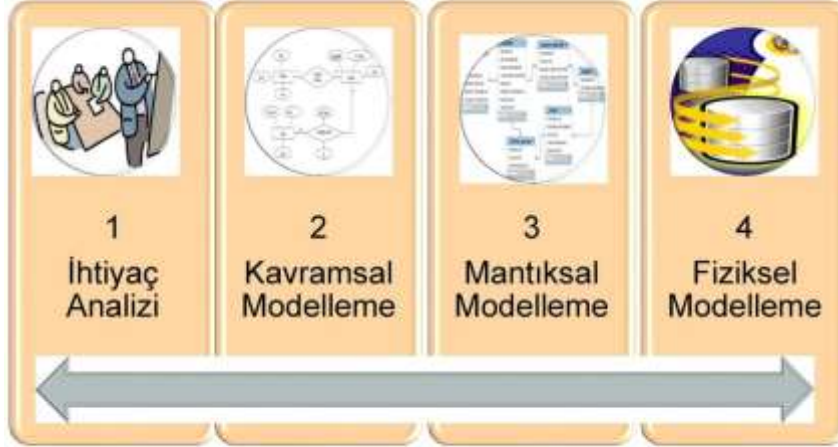 1
İhtiyaç
Analizi
2
Kavramsal
Modelleme
3
Mantıksal
Modelleme
4
Fiziksel
Modelleme